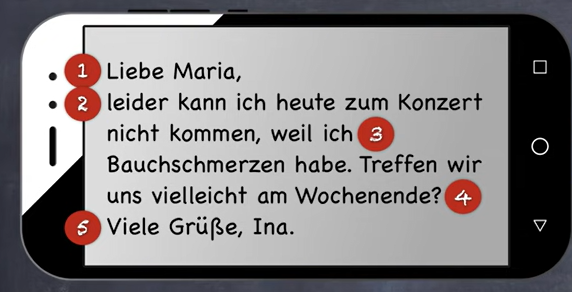 1 Liebe Maria,
2 leider kann ich heute zum Konzert
nicht kommen, weil ich 3
Bauchschmerzen habe. Treffen wir
uns vielleicht am Wochenende? 4
5 Viele Grüße, Ina.